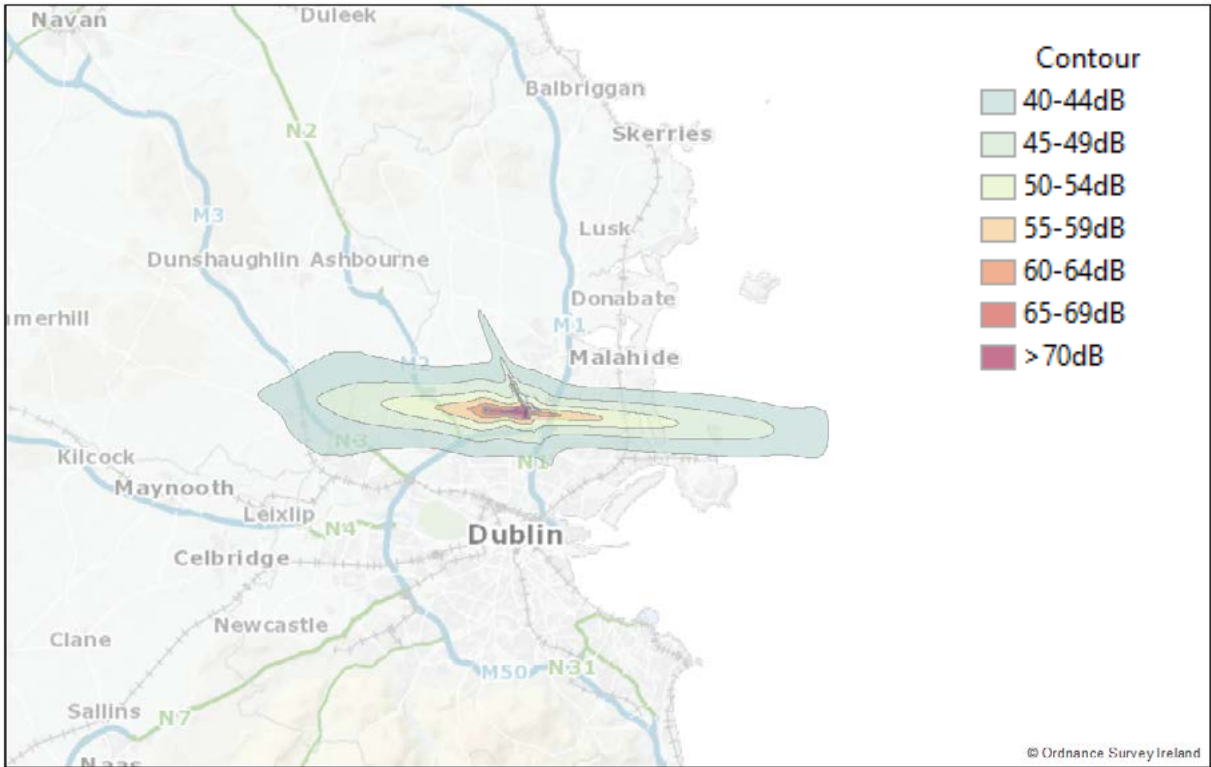 Navan
Duleek
Balbriggan
N2
Skerries
M3
Lusk
Dunshaughlin
Ashbourne
Donabate
merhill
M1
M2
Malahide
N3
N1
Kilcock
Maynooth
Leixlip
N4
Dublin
Celbridge
Newcastle
Clane
M50
N31
Sallins
N7
Naas
Contour
40-44dB
45-49dB
50-54dB
55-59dB
60-64dB
65-69dB
>70dB
© Ordnance Survey Ireland